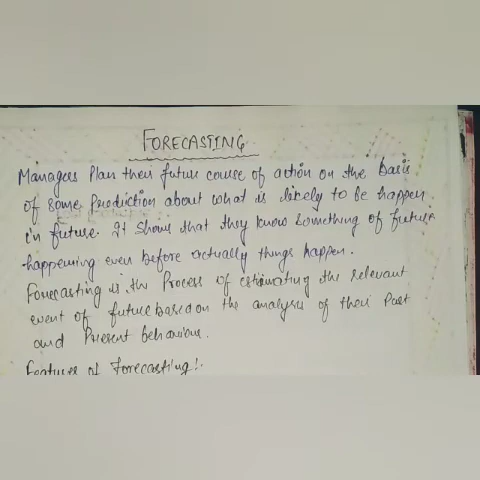 FORECASTING
Managers Plan their future course of action on the Basis
of some Prediction about what is likely to be happen
in future. It shows that they know something of future
happening even before actually things happen.
Forecasting is the Process of estimating the relevant
event of future based on the analysis of their Past
and Present behaviour.
Features of Forecasting:-